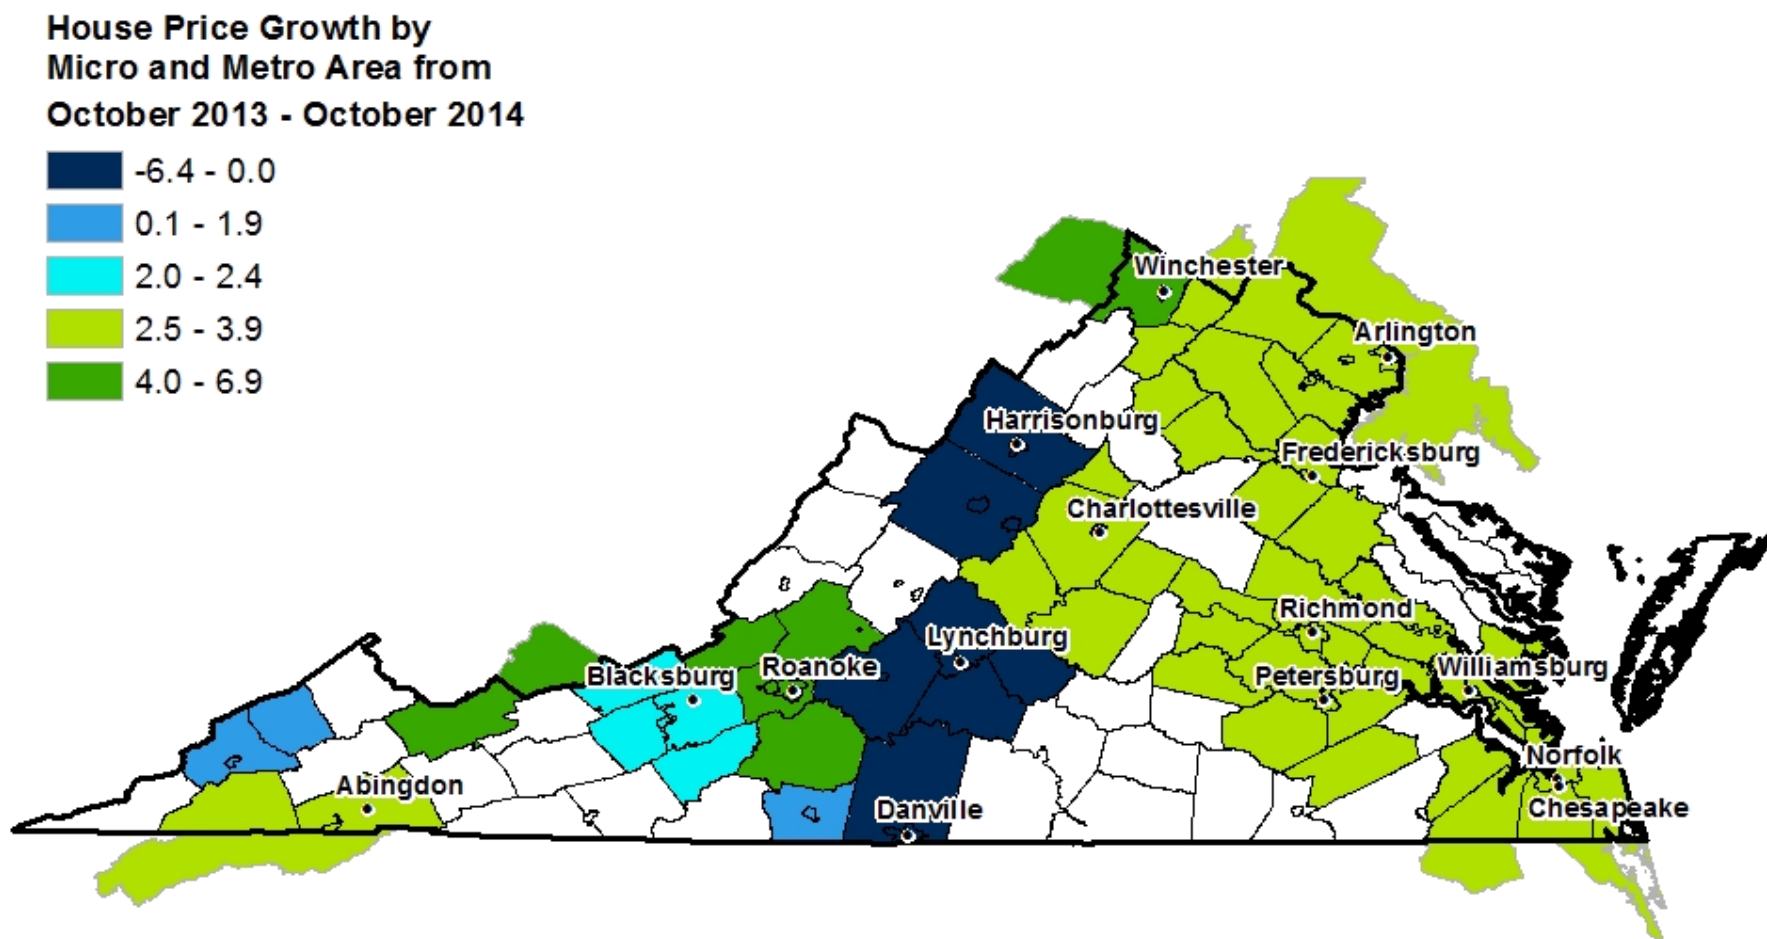 House Price Growth by
Micro and Metro Area from
October 2013 - October 2014
-6.4 - 0.0
0.1 - 1.9
2.0 - 2.4
2.5 - 3.9
4.0 - 6.9
Winchester
Arlington
Harrisonburg
Fredericksburg
Charlottesville
Richmond
Lynchburg
Roanoke
Blacksburg
Petersburg
Williamsburg
Norfolk
Abingdon
Danville
Chesapeake